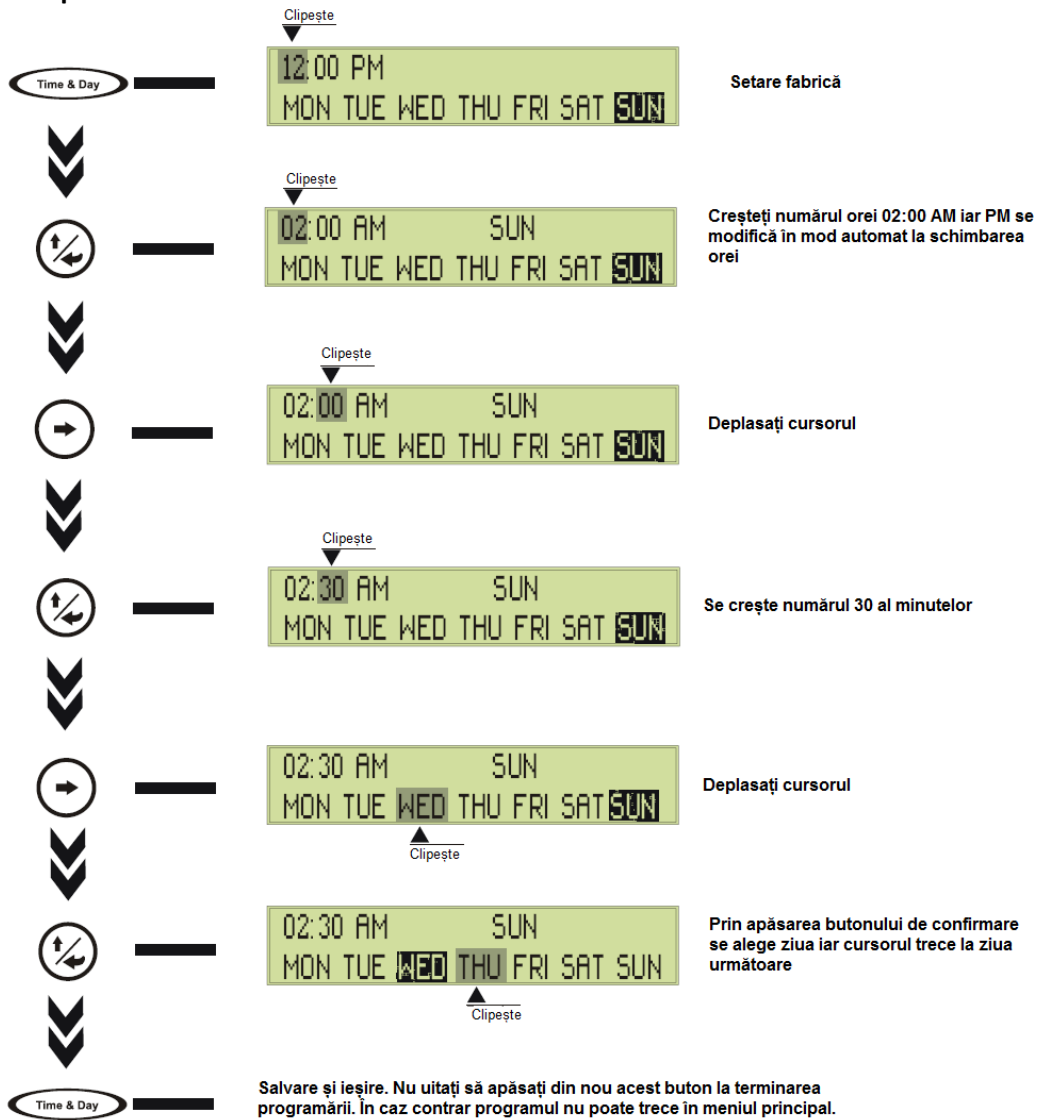 Clipește
Time & Day
12:00 PM
MON TUE WED THU FRI SAT SUN
Setare fabrică
Clipește
02:00 AM SUN
MON TUE WED THU FRI SAT SUN
Creșteți numărul orei 02:00 AM iar PM se
modifică în mod automat la schimbarea
orei
Clipește
02:00 AM SUN
MON TUE WED THU FRI SAT SUN
Deplasați cursorul
Clipește
02:30 AM SUN
MON TUE WED THU FRI SAT SUN
Se crește numărul 30 al minutelor
02:30 AM SUN
MON TUE WED THU FRI SAT SUN
Clipește
Deplasați cursorul
02:30 AM SUN
MON TUE WED THU FRI SAT SUN
Clipește
Prin apăsarea butonului de confirmare
se alege ziua iar cursorul trece la ziua
următoare
Time & Day
Salvare și ieșire. Nu uitați să apăsați din nou acest buton la terminarea
programării. În caz contrar programul nu poate trece în meniul principal.